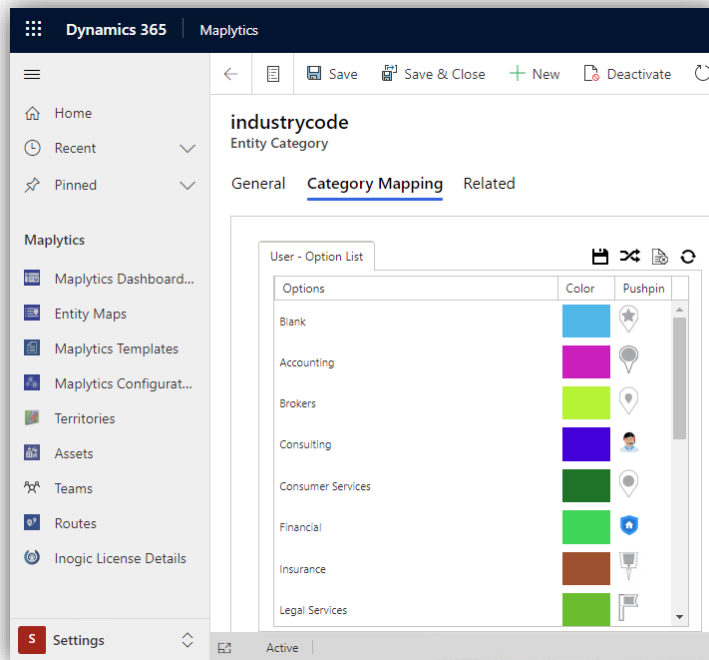 Dynamics 365 Maplytics
Save Save & Close New Deactivate
Home
Recent
Pinned
Maplytics
Maplytics Dashboard...
Entity Maps
Maplytics Templates
Maplytics Configurat...
Territories
Assets
Teams
Routes
Inogic License Details
S Settings
industrycode
Entity Category
General Category Mapping Related
User - Option List
Options Color Pushpin
Blank
Accounting
Brokers
Consulting
Consumer Services
Financial
Insurance
Legal Services
Active